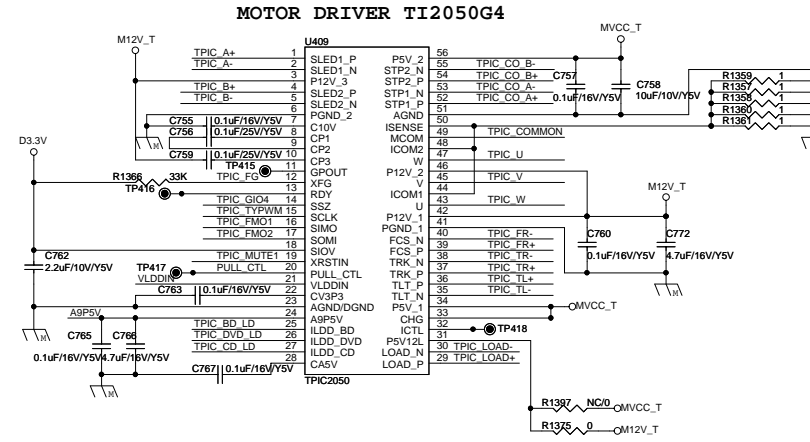 MOTOR DRIVER TI2050G4
MVCC_T
M12V_T
U409
TPIC_A+ 1 SLED1_P
TPIC_A- 2 SLED1_N
3 P12V_3
TPIC_B+ 4 SLED2_P
TPIC_B- 5 SLED2_N
6 PGND_2
C755 0.1uF/16V/Y5V 7 C10V
C756 0.1uF/25V/Y5V 8 CP1
9 CP2
C759 0.1uF/25V/Y5V 10 CP3
TP415 11 GPOUT
R1366 33K TPIC_FG 12 XFG
TP416 13 RDY
TPIC_GIO4 14 SSZ
TPIC_TYPWM 15 SCLK
TPIC_FMO1 16 SIMO
TPIC_FMO2 17 SOMI
18 SIOV
TPIC_MUTE1 19 XRSTIN
TP417 PULL_CTL 20 PULL_CTL
VLDDIN 21 VLDDIN
C763 0.1uF/16V/Y5V 22 CV3P3
23 AGND/DGND
A9P5V 24 A9P5V
TPIC_BD_LD 25 ILDD_BD
TPIC_DVD_LD 26 ILDD_DVD
TPIC_CD_LD 27 ILDD_CD
C767 0.1uF/16V/Y5V 28 CA5V
TPIC2050
D3.3V
C762
2.2uF/10V/Y5V
C765 C766
0.1uF/16V/Y5V 4.7uF/16V/Y5V
M
M
M
P5V_2 56
STP2_N 55 TPIC_CO_B-
STP2_P 54 TPIC_CO_B+
STP1_N 53 TPIC_CO_A-
STP1_P 52 TPIC_CO_A+
AGND 51
ISENSE 50
MCOM 49 TPIC_COMMON
ICOM2 48
W 47 TPIC_U
P12V_2 46
V 45 TPIC_V
ICOM1 44
U 43 TPIC_W
P12V_1 42
PGND_1 41
FCS_N 40 TPIC_FR-
FCS_P 39 TPIC_FR+
TRK_N 38 TPIC_TR-
TRK_P 37 TPIC_TR+
TLT_P 36 TPIC_TL+
TLT_N 35 TPIC_TL-
P5V_1 34 MVCC_T
CHG 33
ICTL 32 TP418
P5V12L 31
LOAD_N 30 TPIC_LOAD-
LOAD_P 29 TPIC_LOAD+
C757
0.1uF/16V/Y5V
C758
10uF/10V/Y5V
R1359 1
R1357 1
R1358 1
R1360 1
R1361 1
M
M12V_T
C760
0.1uF/16V/Y5V
C772
4.7uF/16V/Y5V
M
R1397 NC/0 MVCC_T
R1375 0 M12V_T